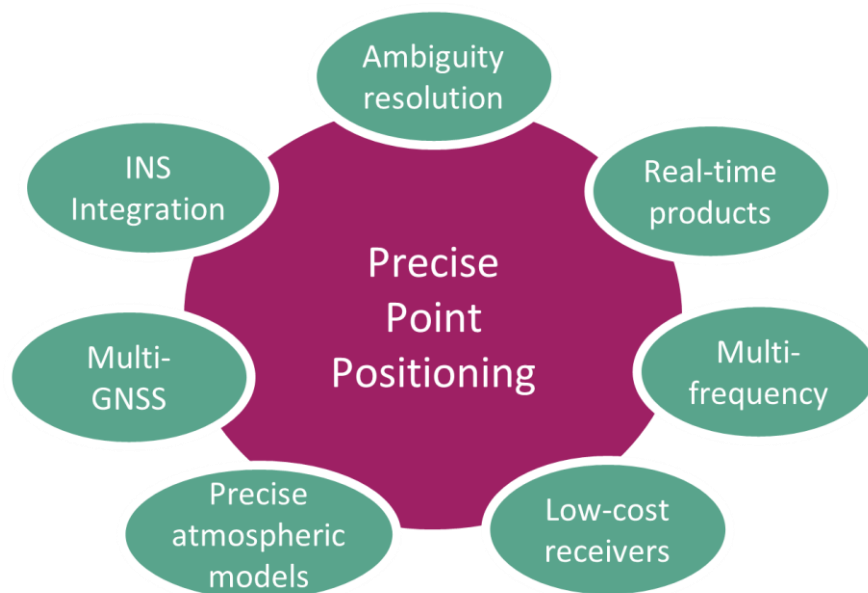 Ambiguity
resolution
INS
Integration
Real-time
products
Precise
Point
Positioning
Multi-
GNSS
Multi-
frequency
Precise
atmospheric
models
Low-cost
receivers